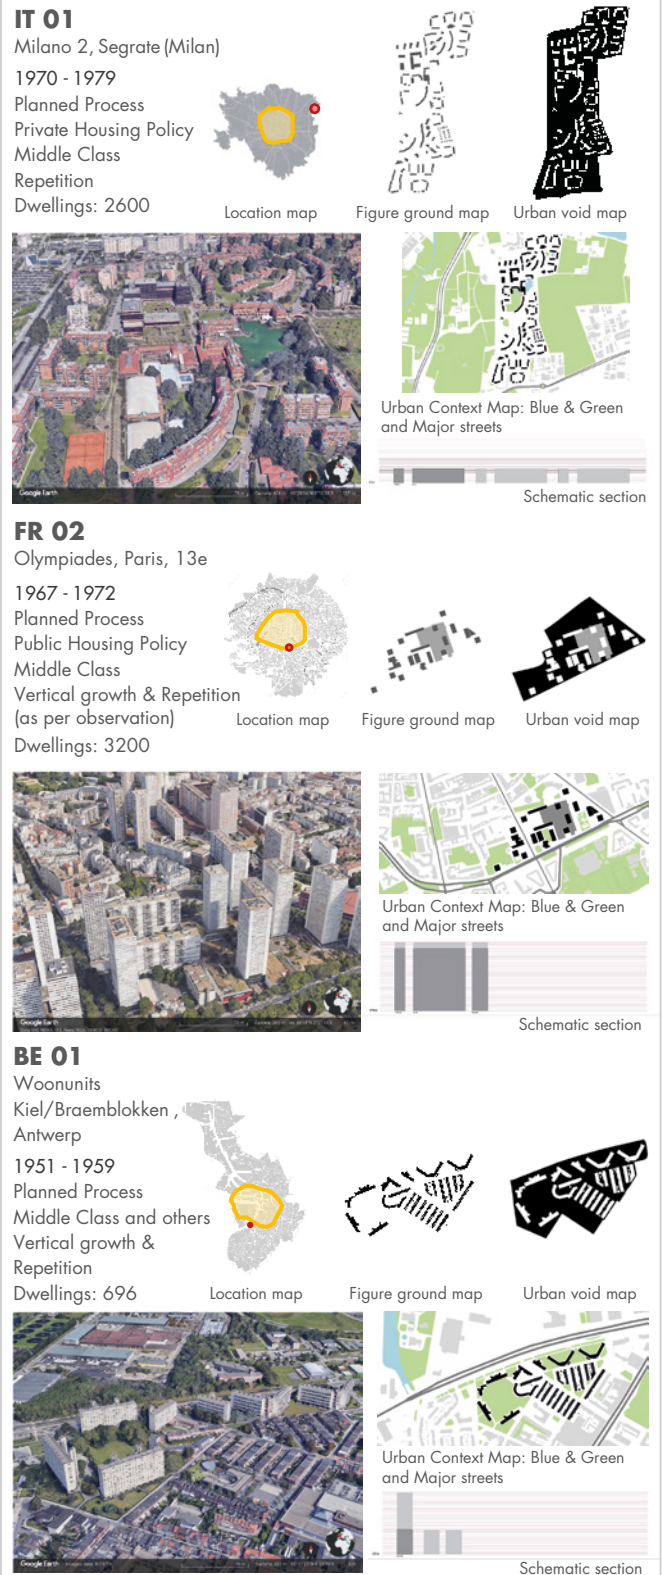 IT 01
Milano 2, Segrate (Milan)
1970 - 1979
Planned Process
Private Housing Policy
Middle Class
Repetition
Dwellings: 2600
Location map
Figure ground map
Urban void map
Google Earth
Urban Context Map: Blue & Green
and Major streets
Schematic section
FR 02
Olympiades, Paris, 13e
1967 - 1972
Planned Process
Public Housing Policy
Middle Class
Vertical growth & Repetition
(as per observation)
Dwellings: 3200
Location map
Figure ground map
Urban void map
Google Earth
Urban Context Map: Blue & Green
and Major streets
Schematic section
BE 01
Woonunits
Kiel/Braemblokken ,
Antwerp
1951 - 1959
Planned Process
Middle Class and others
Vertical growth &
Repetition
Dwellings: 696
Location map
Figure ground map
Urban void map
Google Earth
Urban Context Map: Blue & Green
and Major streets
Schematic section